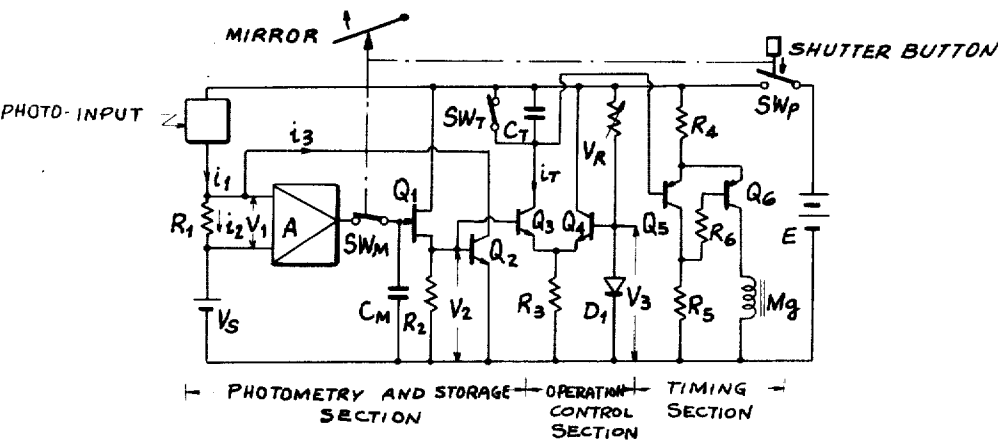 MIRROR
SHUTTER BUTTON
PHOTO-INPUT
SWP
SWT
CT
R4
i3
VR
iT
i1
Q1
Q3
Q4
Q5
Q6
R1
i2
V1
A
SWM
Q2
R6
E
VS
CM
R2
V2
R3
D1
V3
R5
Mg
PHOTOMETRY AND STORAGE SECTION
OPERATION CONTROL SECTION
TIMING SECTION